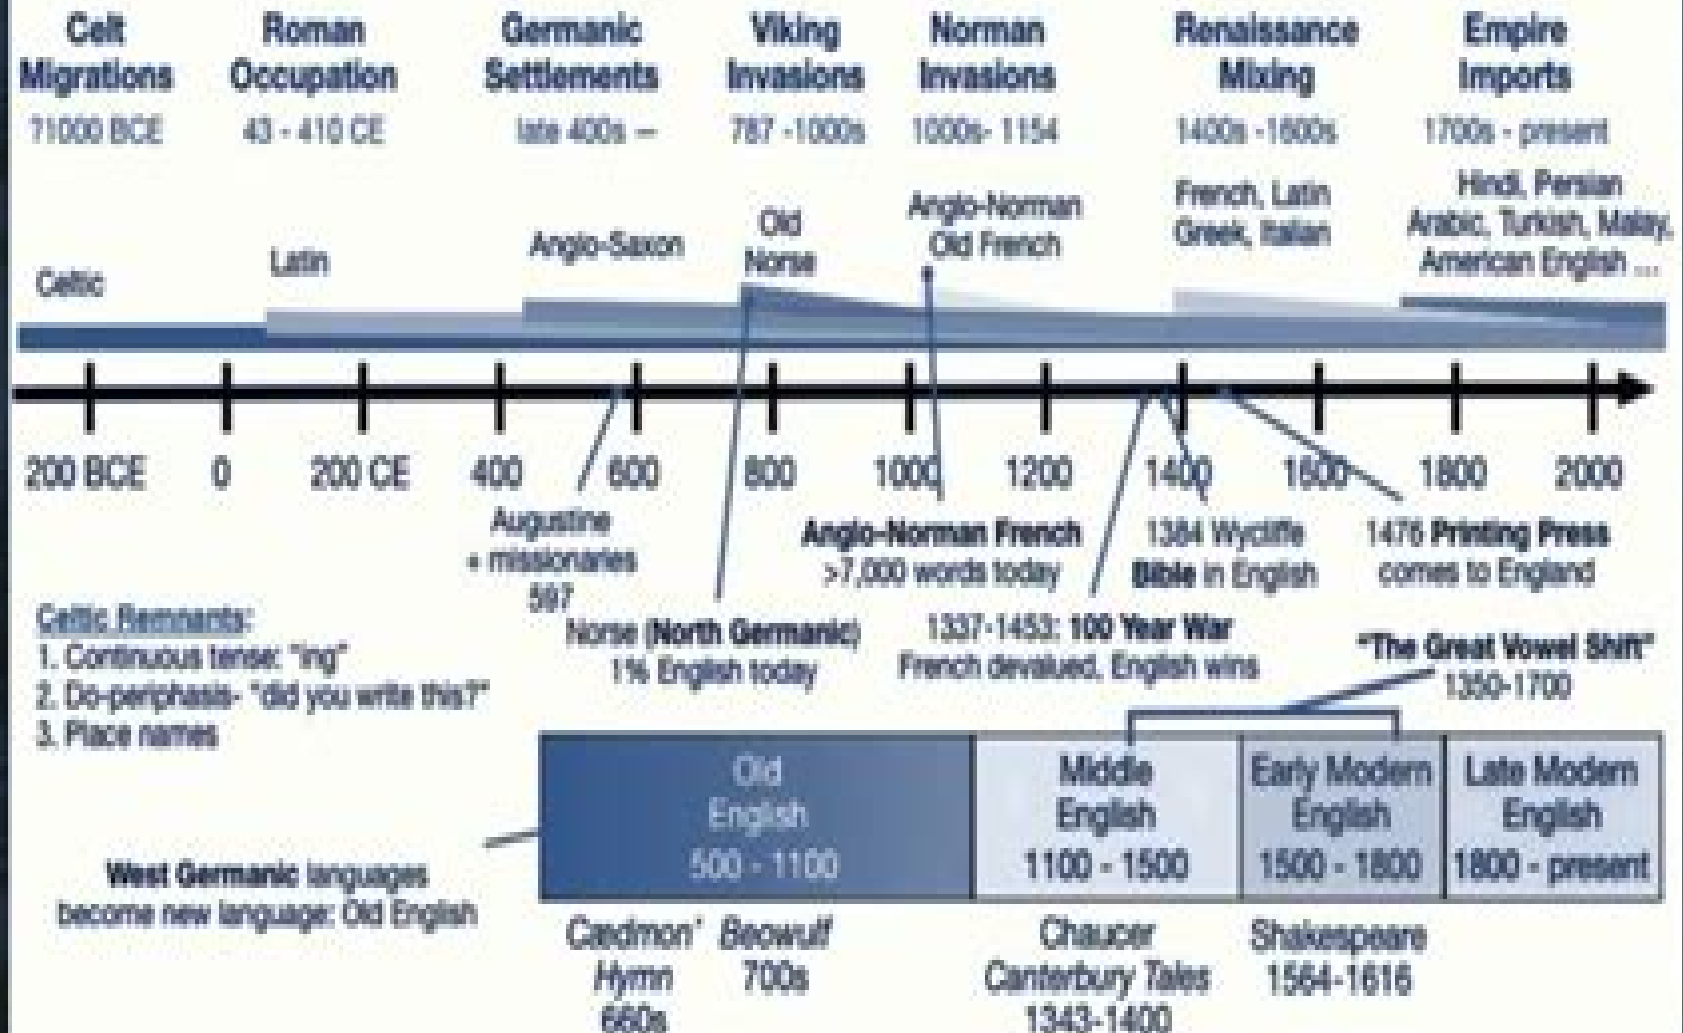 Celt
Migrations
71000 BCE
Roman
Occupation
43 - 410 CE
Germanic
Settlements
late 400s –
Viking
Invasions
787 -1000s
Norman
Invasions
1000s- 1154
Renaissance
Mixing
1400s -1600s
Empire
Imports
1700s - present
Celtic
Latin
Anglo-Saxon
Old
Norse
Anglo-Norman
Old French
French, Latin
Greek, Italian
Hindi, Persian
Arabic, Turkish, Malay,
American English ...
200 BCE 0 200 CE 400 600 800 1000 1200 1400 1600 1800 2000
Augustine
+ missionaries
597
Norse (North Germanic)
1% English today
Anglo-Norman French
>7,000 words today
1337-1453: 100 Year War
French devalued, English wins
1384 Wycliffe
Bible in English
1476 Printing Press
comes to England
"The Great Vowel Shift"
1350-1700
Celtic Remnants:
1. Continuous tense: "ing"
2. Do-periphasis- "did you write this?"
3. Place names
West Germanic languages
become new language: Old English
Old
English
500 - 1100
Middle
English
1100 - 1500
Early Modern
English
1500 - 1800
Late Modern
English
1800 - present
Cædmon'
Hymn
660s
Beowulf
700s
Chaucer
Canterbury Tales
1343-1400
Shakespeare
1564-1616